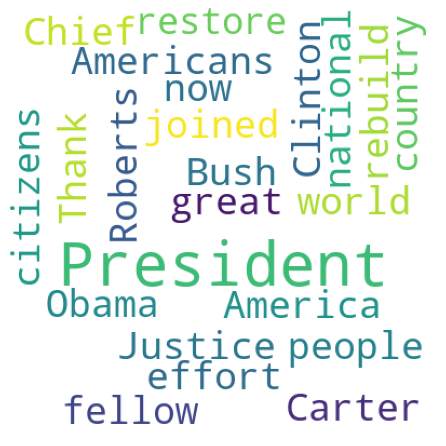 Chief
restore
Americans
now
joined
Clinton
national
rebuild
country
citizens
Thank
Roberts
Bush
great
world
President
Obama
America
Justice
people
effort
fellow
Carter